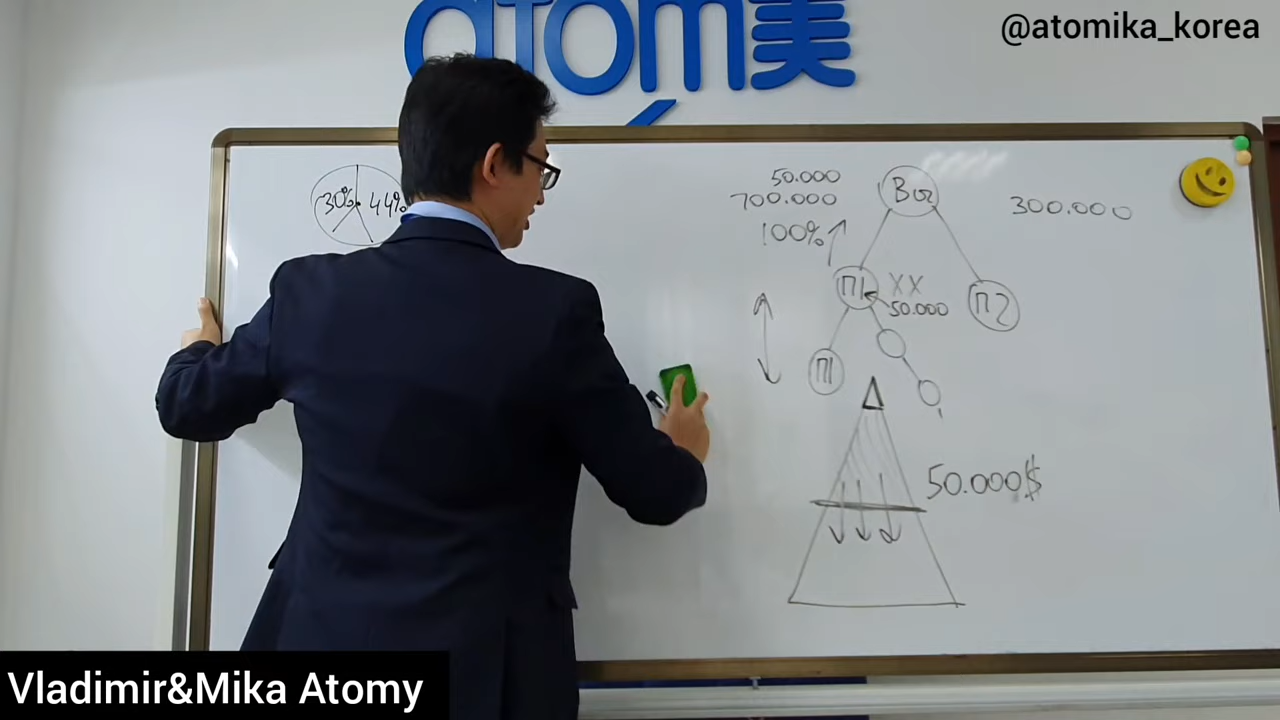 @atomika_korea
atom美
30%
44%
50.000
700.000
100%
Вы
300.000
П1
XX
50.000
П2
П1
50.000$
Vladimir&Mika Atomy